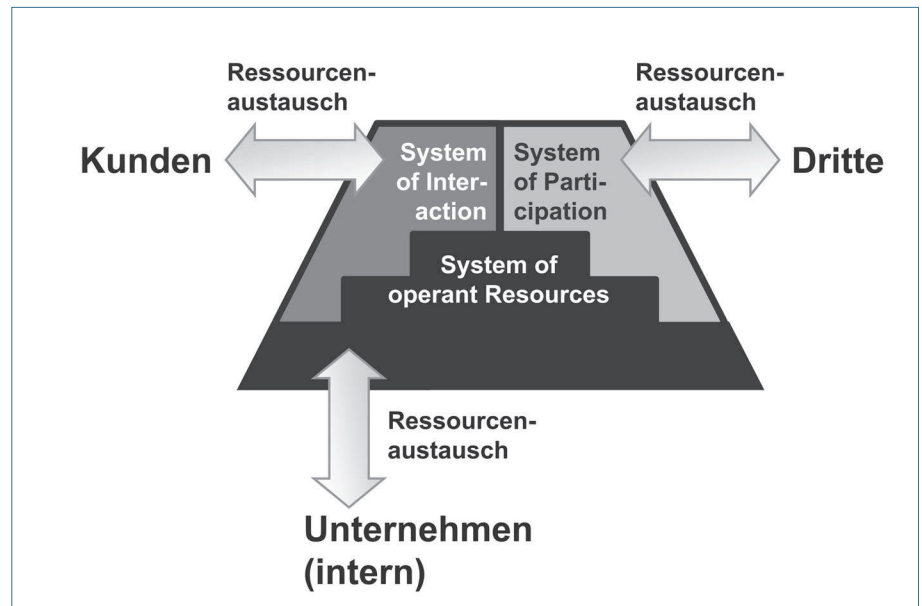 Ressourcen-
austausch
Ressourcen-
austausch
Kunden
System
of Inter-
action
System
of Parti-
cipation
Dritte
System of
operant Resources
Ressourcen-
austausch
Unternehmen
(intern)